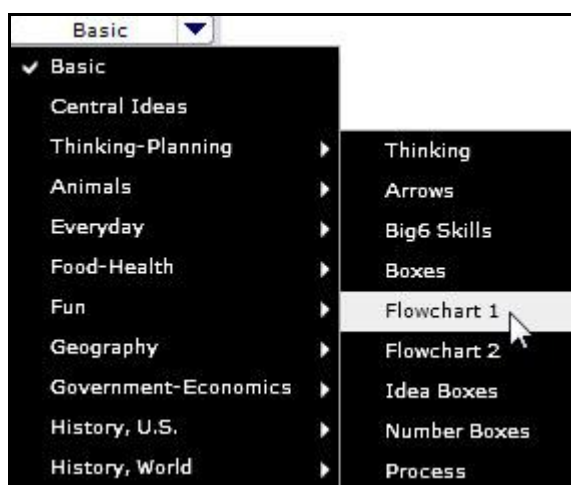 Basic
Basic
Central Ideas
Thinking-Planning
Animals
Everyday
Food-Health
Fun
Geography
Government-Economics
History, U.S.
History, World
Thinking
Arrows
Big6 Skills
Boxes
Flowchart 1
Flowchart 2
Idea Boxes
Number Boxes
Process